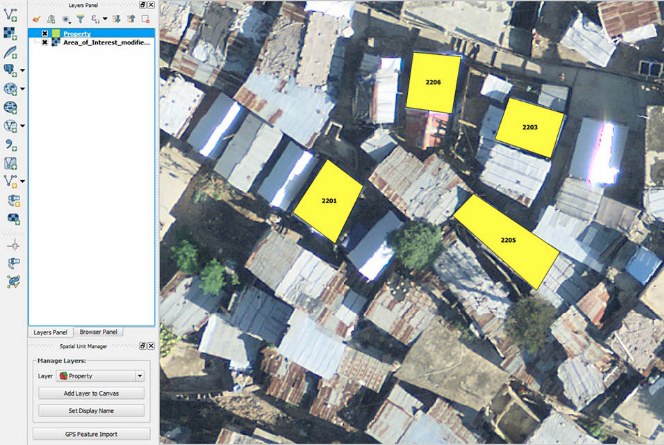 Layers Panel
Property
Area_of_Interest_modifie...
Layers Panel
Browser Panel
Spatial Unit Manager
Manage Layers:
Layer
Property
Add Layer to Canvas
Set Display Name
GPS Feature Import
2206
2203
2201
2205